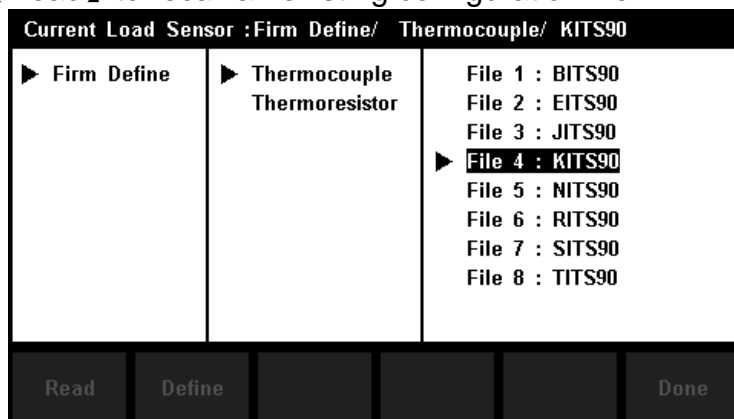 Current Load Sensor :Firm Define/ Thermocouple/ KITS90
Firm Define
Thermocouple
Thermoresistor
File 1 : BITS90
File 2 : EITS90
File 3 : JITS90
File 4 : KITS90
File 5 : NITS90
File 6 : RITS90
File 7 : SITS90
File 8 : TITS90
Read Define Done